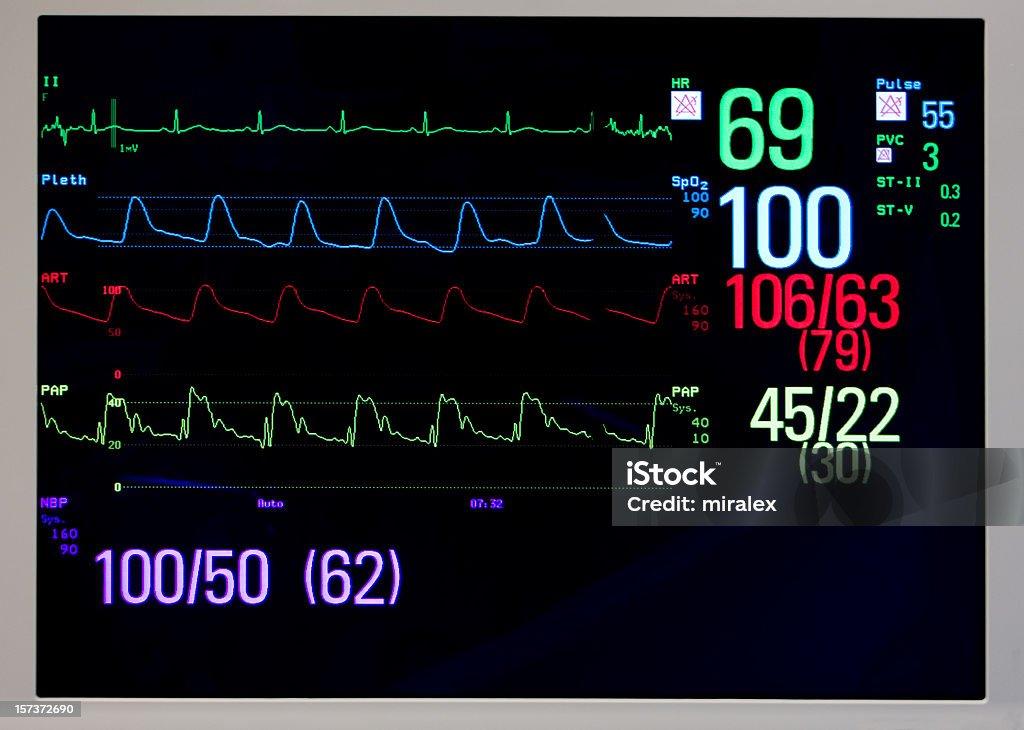 II
F
1mV
HR
69
Pulse
55
PVC
3
ST-II 0.3
ST-V 0.2
Pleth
SpO2
100
90
100
ART
100
50
0
ART
Sys.
160
90
106/63
(79)
PAP
40
20
0
PAP
Sys.
40
10
45/22
(30)
iStock™
Credit: miralex
NBP
Sys.
160
90
Auto
07:32
100/50 (62)
157372690